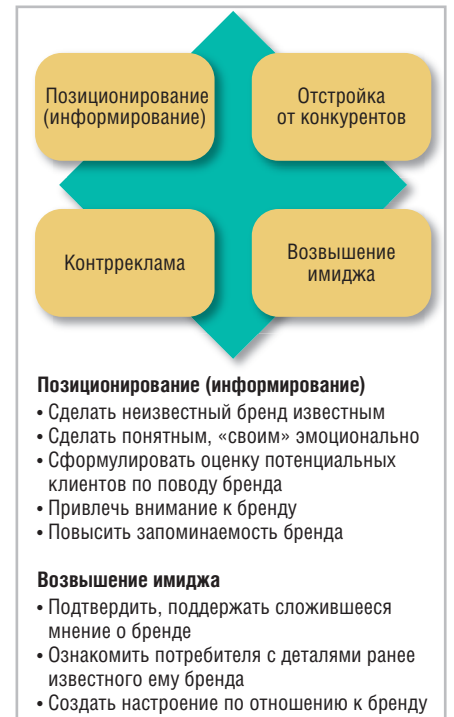 Позиционирование
(информирование)
Отстройка
от конкурентов
Контрреклама
Возвышение
имиджа
Позиционирование (информирование)
• Сделать неизвестный бренд известным
• Сделать понятным, «своим» эмоционально
• Сформулировать оценку потенциальных
клиентов по поводу бренда
• Привлечь внимание к бренду
• Повысить запоминаемость бренда
Возвышение имиджа
• Подтвердить, поддержать сложившееся
мнение о бренде
• Ознакомить потребителя с деталями ранее
известного ему бренда
• Создать настроение по отношению к бренду